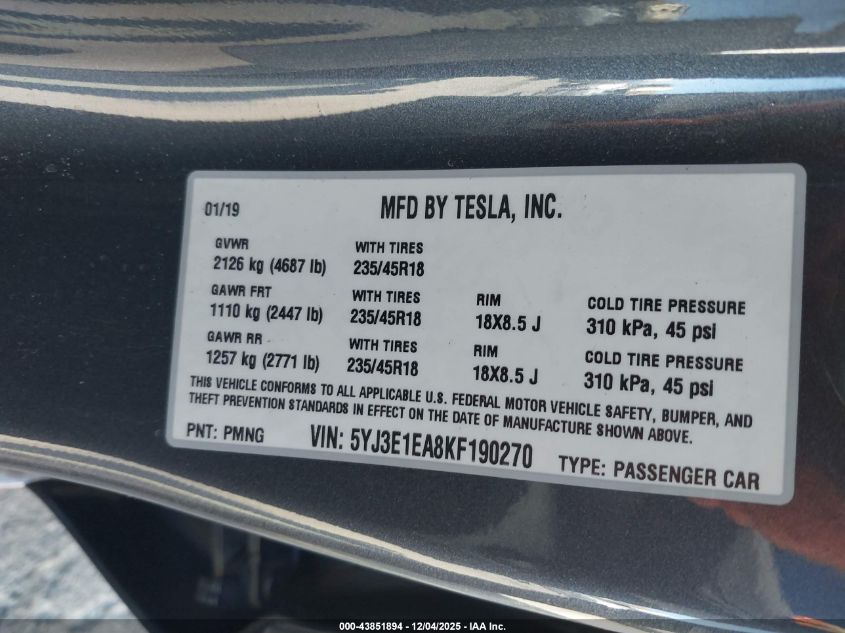 01/19 MFD BY TESLA, INC.
GVWR WITH TIRES
2126 kg (4687 lb) 235/45R18
GAWR FRT WITH TIRES RIM COLD TIRE PRESSURE
1110 kg (2447 lb) 235/45R18 18X8.5 J 310 kPa, 45 psi
GAWR RR WITH TIRES RIM COLD TIRE PRESSURE
1257 kg (2771 lb) 235/45R18 18X8.5 J 310 kPa, 45 psi
THIS VEHICLE CONFORMS TO ALL APPLICABLE U.S. FEDERAL MOTOR VEHICLE SAFETY, BUMPER, AND
THEFT PREVENTION STANDARDS IN EFFECT ON THE DATE OF MANUFACTURE SHOWN ABOVE.
PNT: PMNG VIN: 5YJ3E1EA8KF190270 TYPE: PASSENGER CAR
000-43851894 - 12/04/2025 - IAA Inc.